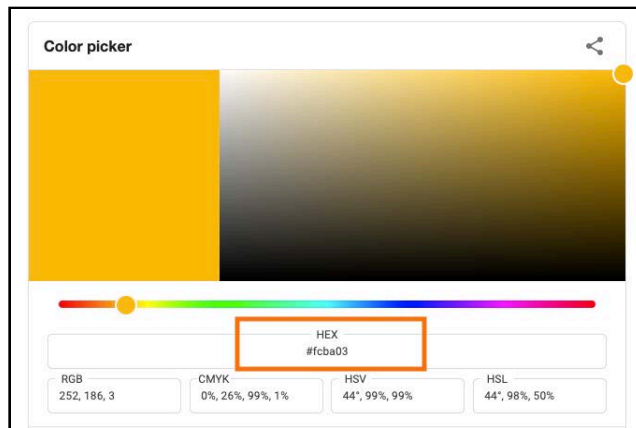 Color picker
HEX
#fcba03
RGB
252, 186, 3
CMYK
0%, 26%, 99%, 1%
HSV
44°, 99%, 99%
HSL
44°, 98%, 50%